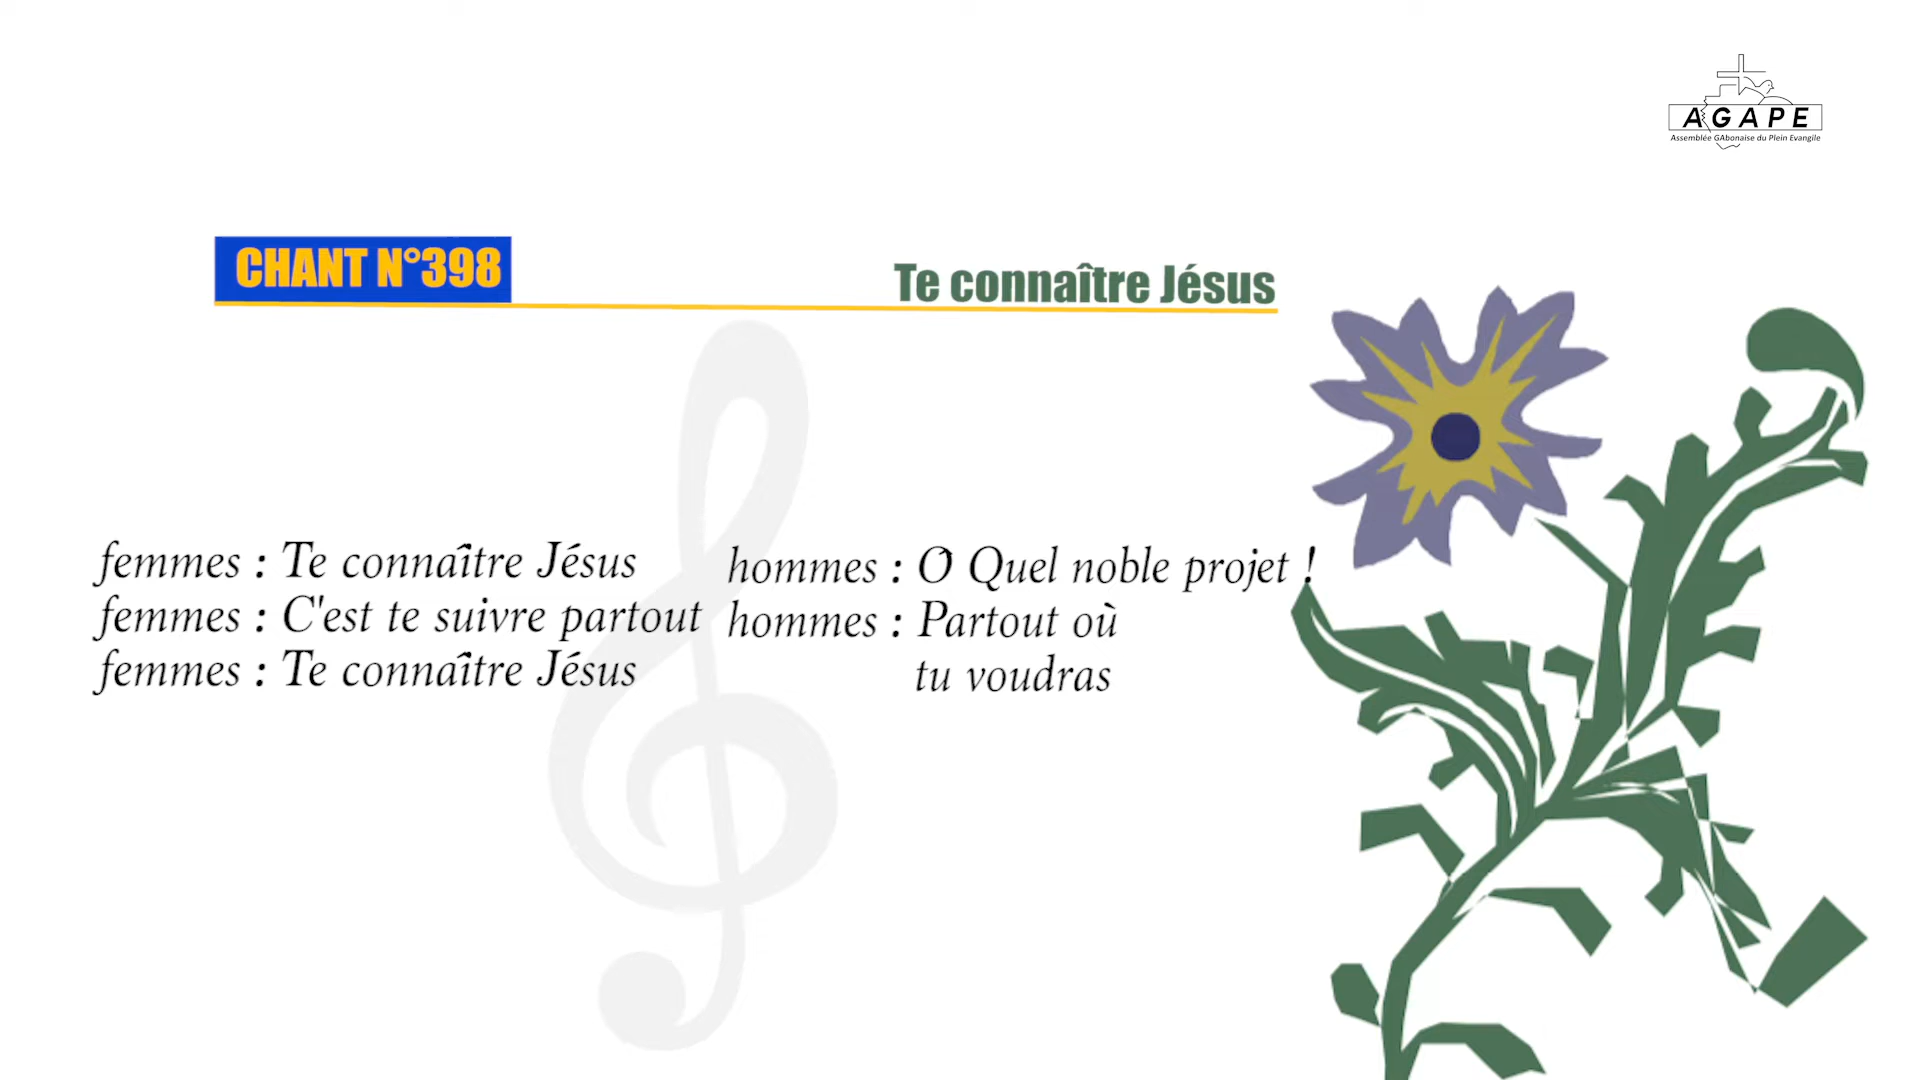 AGAPE
Assemblée GAbonaise du Plein Evangile
CHANT N°398
Te connaître Jésus
femmes : Te connaître Jésus
femmes : C'est te suivre partout
femmes : Te connaître Jésus
hommes : Ô Quel noble projet !
hommes : Partout où
tu voudras